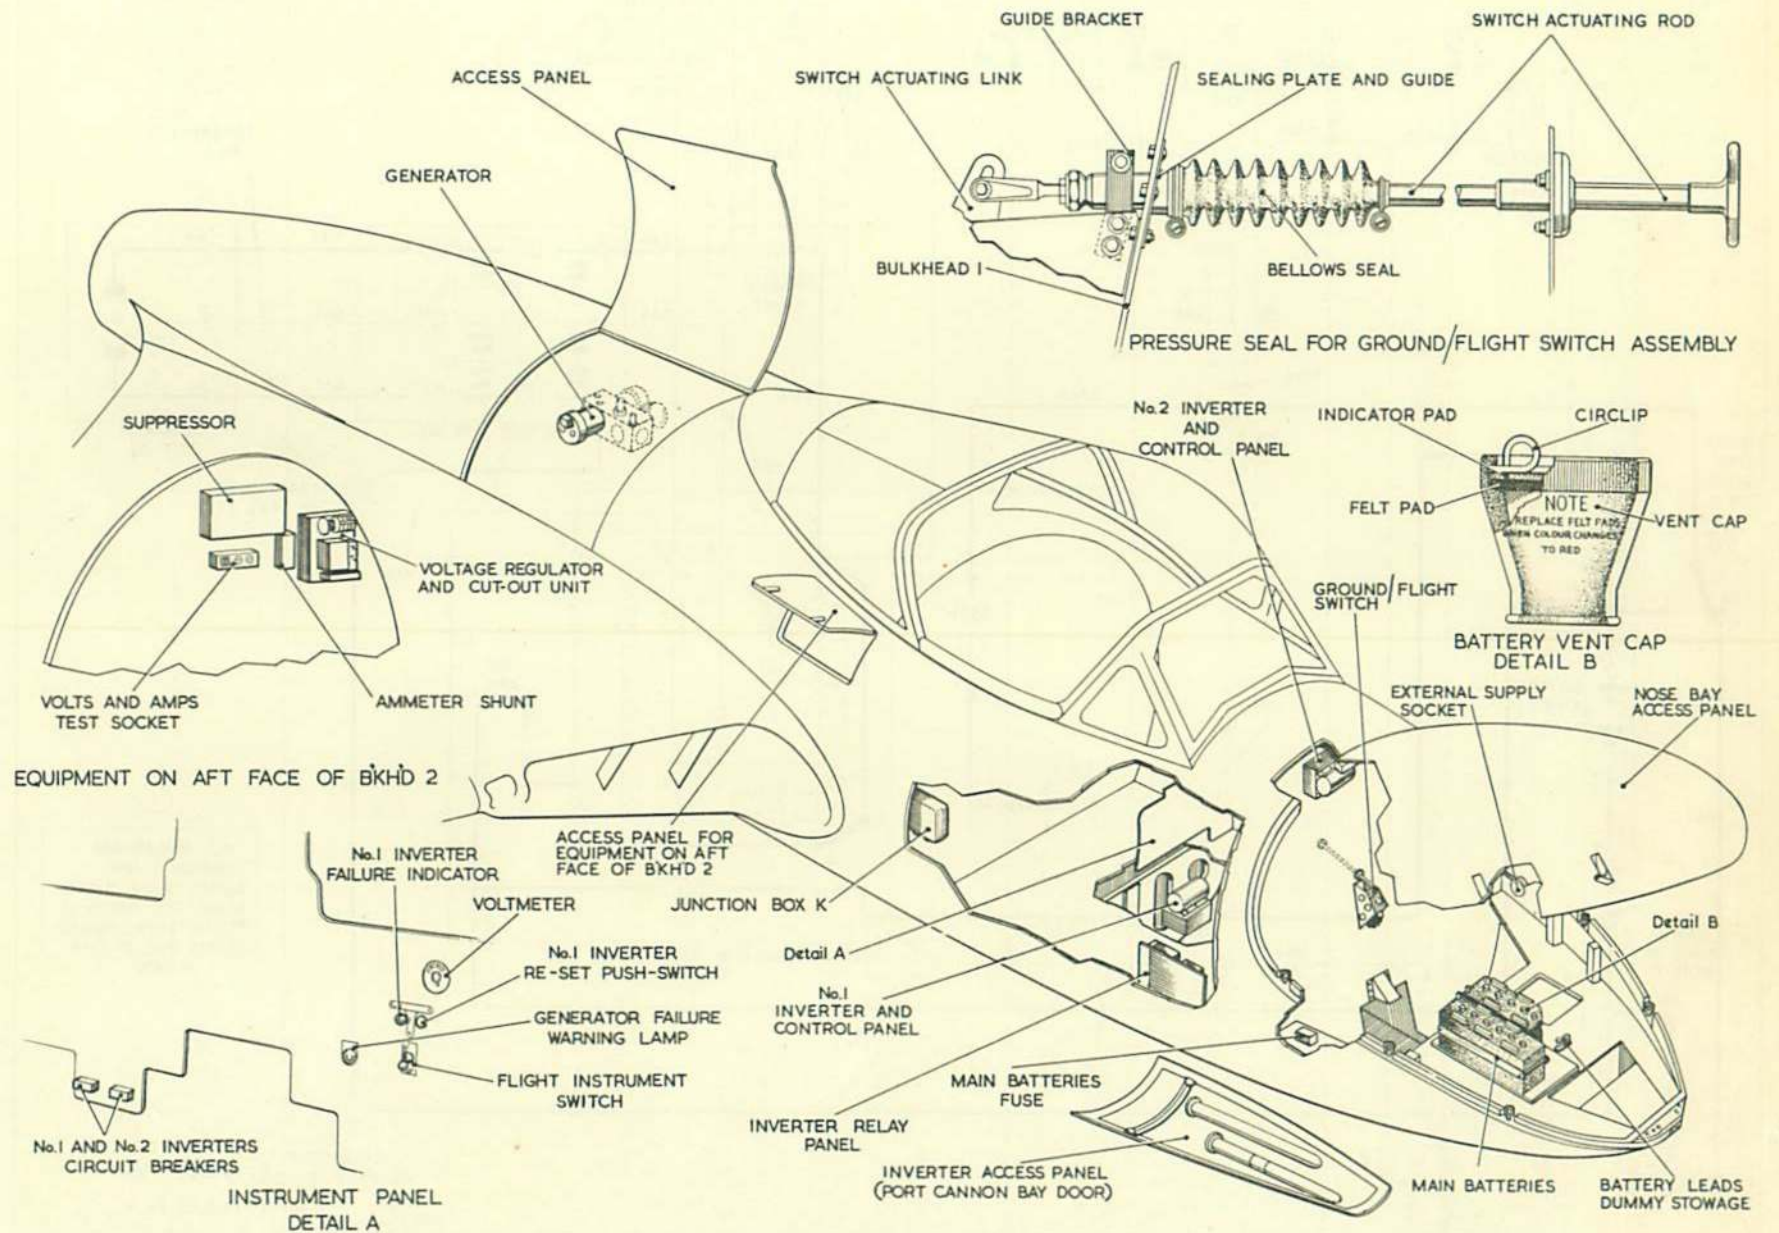 GUIDE BRACKET
SWITCH ACTUATING ROD
ACCESS PANEL
SWITCH ACTUATING LINK
SEALING PLATE AND GUIDE
GENERATOR
BULKHEAD 1
BELLOWS SEAL
PRESSURE SEAL FOR GROUND/FLIGHT SWITCH ASSEMBLY
SUPPRESSOR
No.2 INVERTER
AND
CONTROL PANEL
INDICATOR PAD
CIRCLIP
FELT PAD
NOTE
REPLACE FELT PADS
WHEN COLOUR CHANGES
TO RED
VENT CAP
VOLTAGE REGULATOR
AND CUT-OUT UNIT
GROUND/FLIGHT
SWITCH
BATTERY VENT CAP
DETAIL B
VOLTS AND AMPS
TEST SOCKET
AMMETER SHUNT
EXTERNAL SUPPLY
SOCKET
NOSE BAY
ACCESS PANEL
EQUIPMENT ON AFT FACE OF B'KH'D 2
ACCESS PANEL FOR
EQUIPMENT ON AFT
FACE OF B'KH'D 2
No.1 INVERTER
FAILURE INDICATOR
VOLTMETER
JUNCTION BOX K
No.1 INVERTER
RE-SET PUSH-SWITCH
Detail A
Detail B
No.1
INVERTER AND
CONTROL PANEL
GENERATOR FAILURE
WARNING LAMP
FLIGHT INSTRUMENT
SWITCH
MAIN BATTERIES
FUSE
INVERTER RELAY
PANEL
No.1 AND No.2 INVERTERS
CIRCUIT BREAKERS
INVERTER ACCESS PANEL
(PORT CANNON BAY DOOR)
MAIN BATTERIES
BATTERY LEADS
DUMMY STOWAGE
INSTRUMENT PANEL
DETAIL A